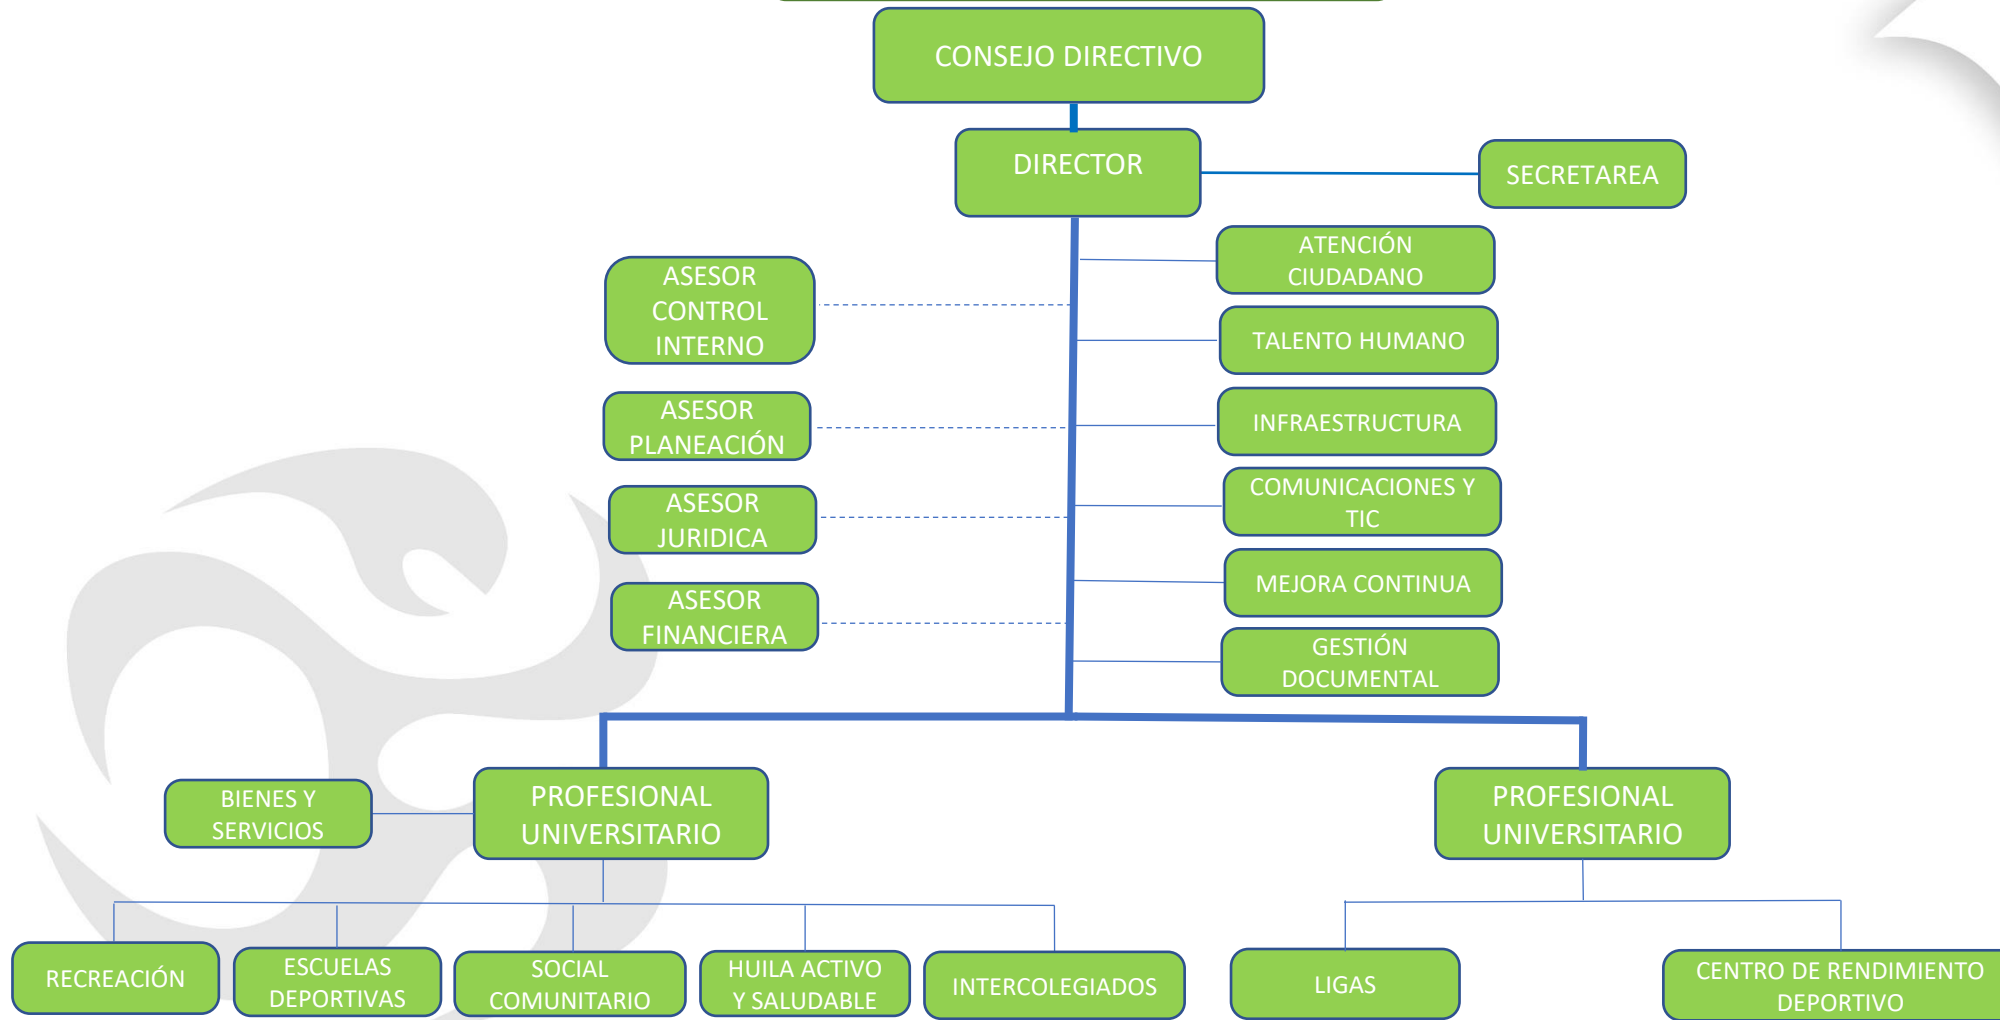 CONSEJO DIRECTIVO
DIRECTOR
SECRETAREA
ATENCIÓN
CIUDADANO
ASESOR
CONTROL
INTERNO
TALENTO HUMANO
ASESOR
PLANEACIÓN
INFRAESTRUCTURA
COMUNICACIONES Y
TIC
ASESOR
JURIDICA
MEJORA CONTINUA
ASESOR
FINANCIERA
GESTIÓN
DOCUMENTAL
BIENES Y
SERVICIOS
PROFESIONAL
UNIVERSITARIO
PROFESIONAL
UNIVERSITARIO
RECREACIÓN
ESCUELAS
DEPORTIVAS
SOCIAL
COMUNITARIO
HUILA ACTIVO
Y SALUDABLE
INTERCOLEGIADOS
LIGAS
CENTRO DE RENDIMIENTO
DEPORTIVO